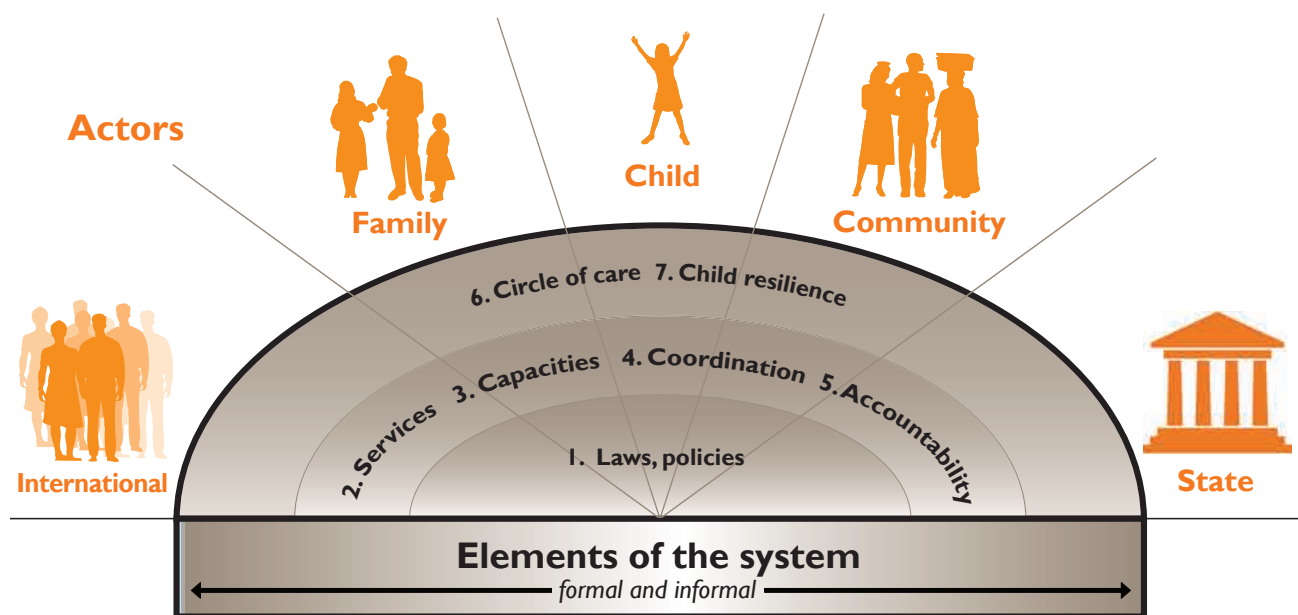 Actors
Family
Child
Community
International
State
6. Circle of care
7. Child resilience
2. Services
3. Capacities
4. Coordination
5. Accountability
1. Laws, policies
Elements of the system
formal and informal